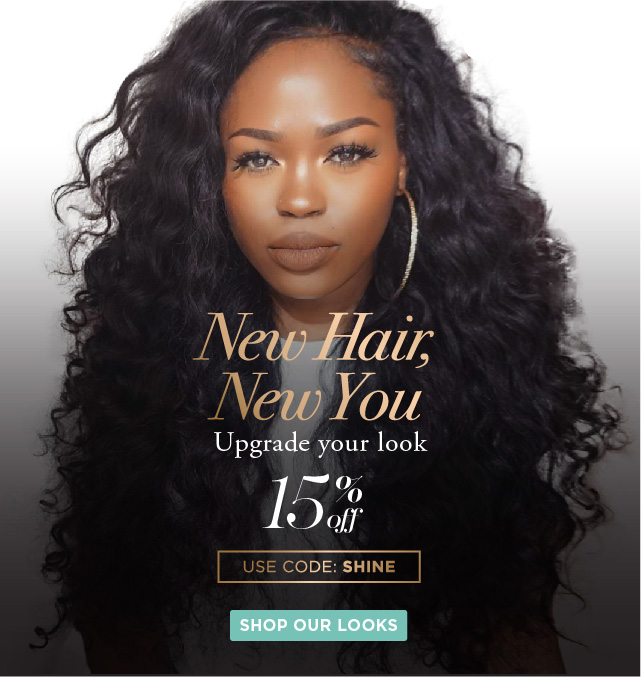 New Hair,
New You
Upgrade your look
15% off
USE CODE: SHINE
SHOP OUR LOOKS